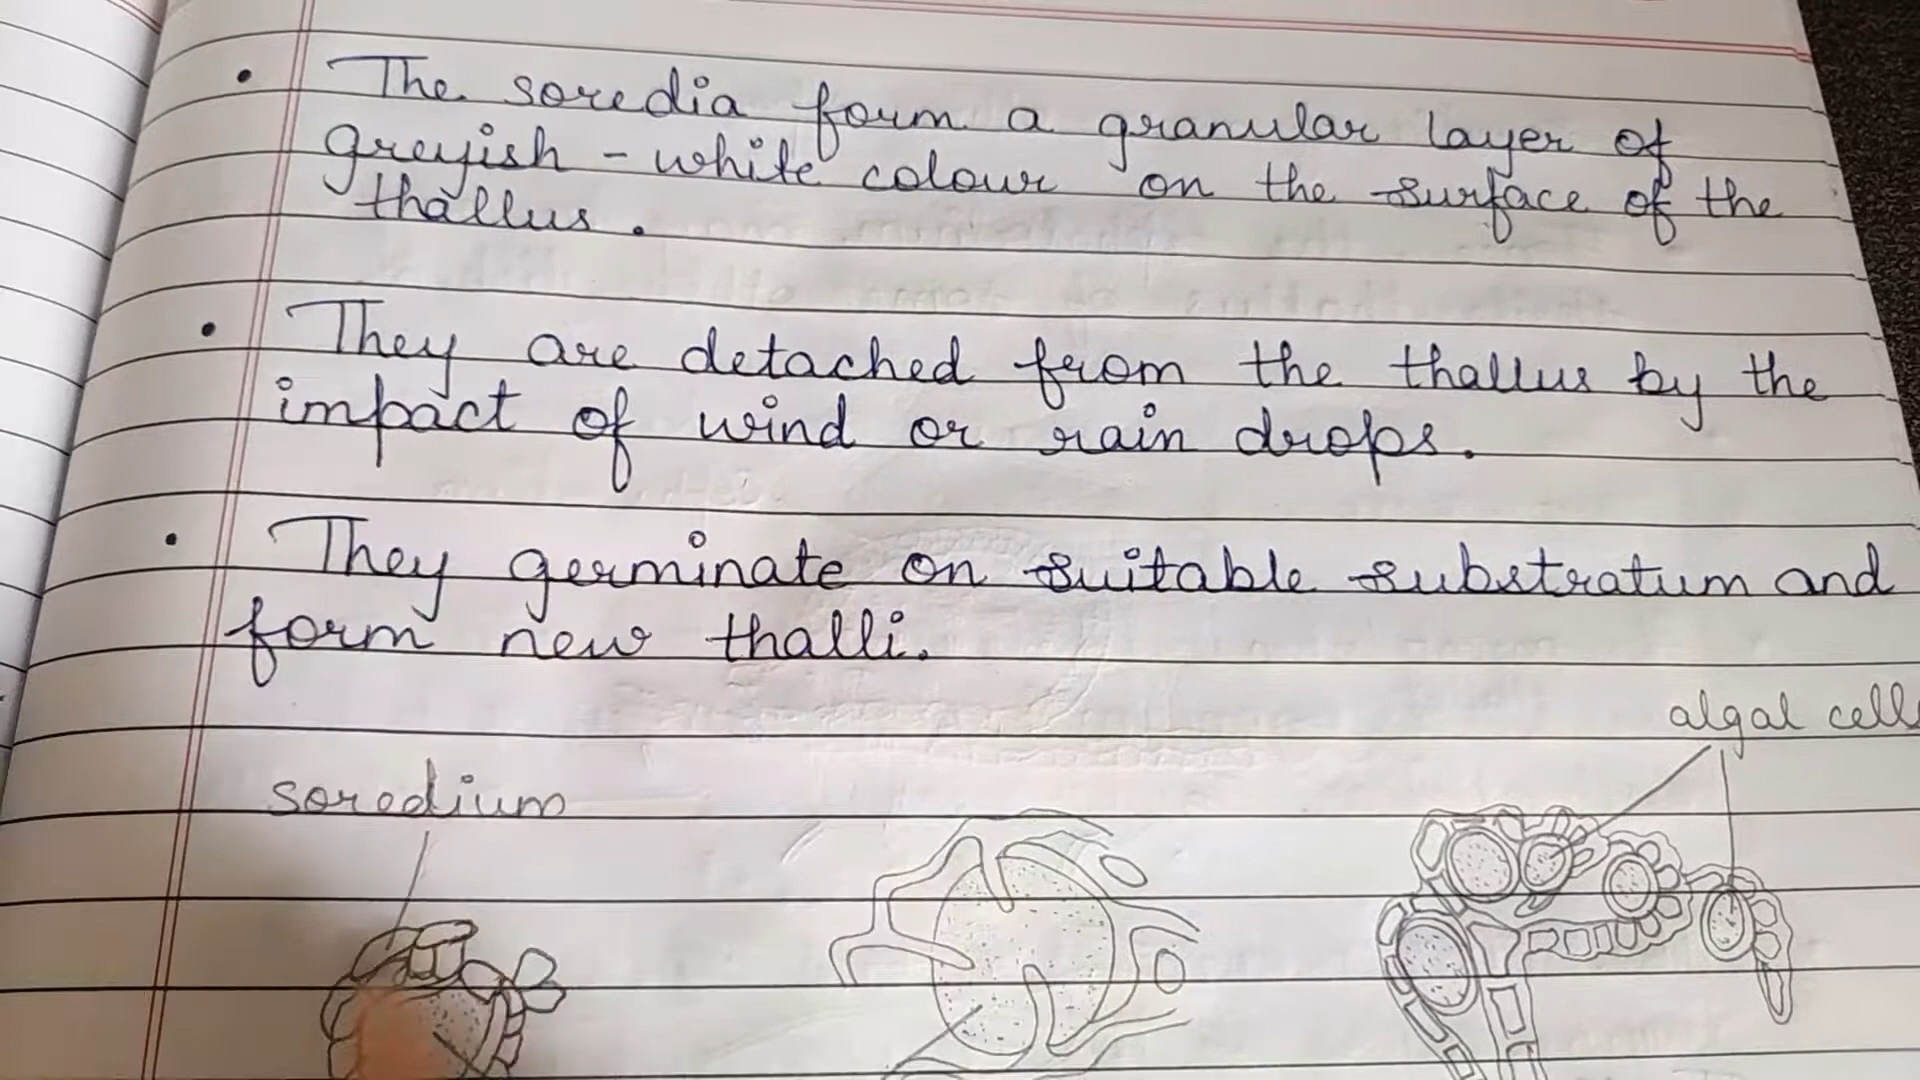 • The soredia form a granular layer of
greyish - white colour on the surface of the
thallus.
• They are detached from the thallus by the
impact of wind or rain drops.
• They germinate on suitable substratum and
form new thalli.
algal cells
soredium